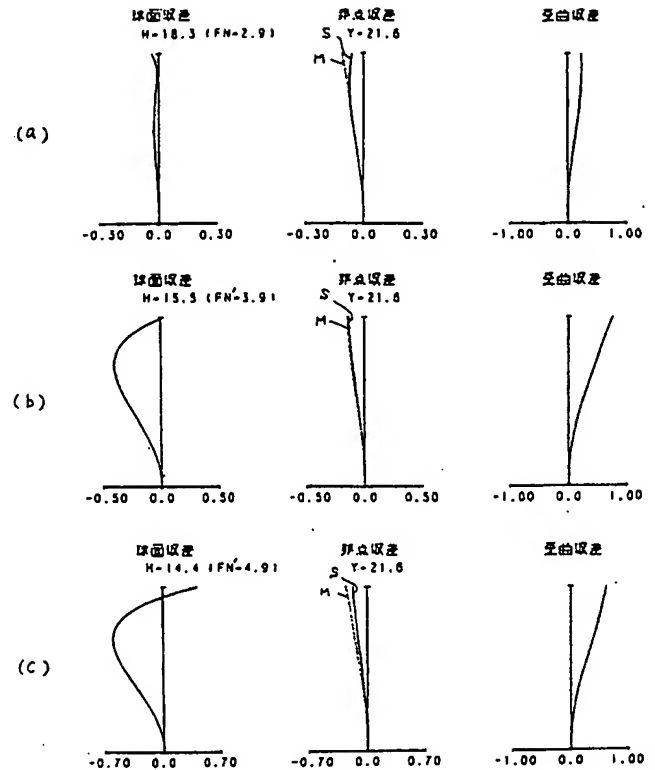 球面収差 非点収差 歪曲収差
H=18.3 (FN=2.9) S Y=21.6
M
(a)
-0.30 0.0 0.30 -0.30 0.0 0.30 -1.00 0.0 1.00
球面収差 非点収差 歪曲収差
H=15.5 (FN'=3.9) S Y=21.6
M
(b)
-0.50 0.0 0.50 -0.50 0.0 0.50 -1.00 0.0 1.00
球面収差 非点収差 歪曲収差
H=14.4 (FN'=4.9) S Y=21.6
M
(c)
-0.70 0.0 0.70 -0.70 0.0 0.70 -1.00 0.0 1.00